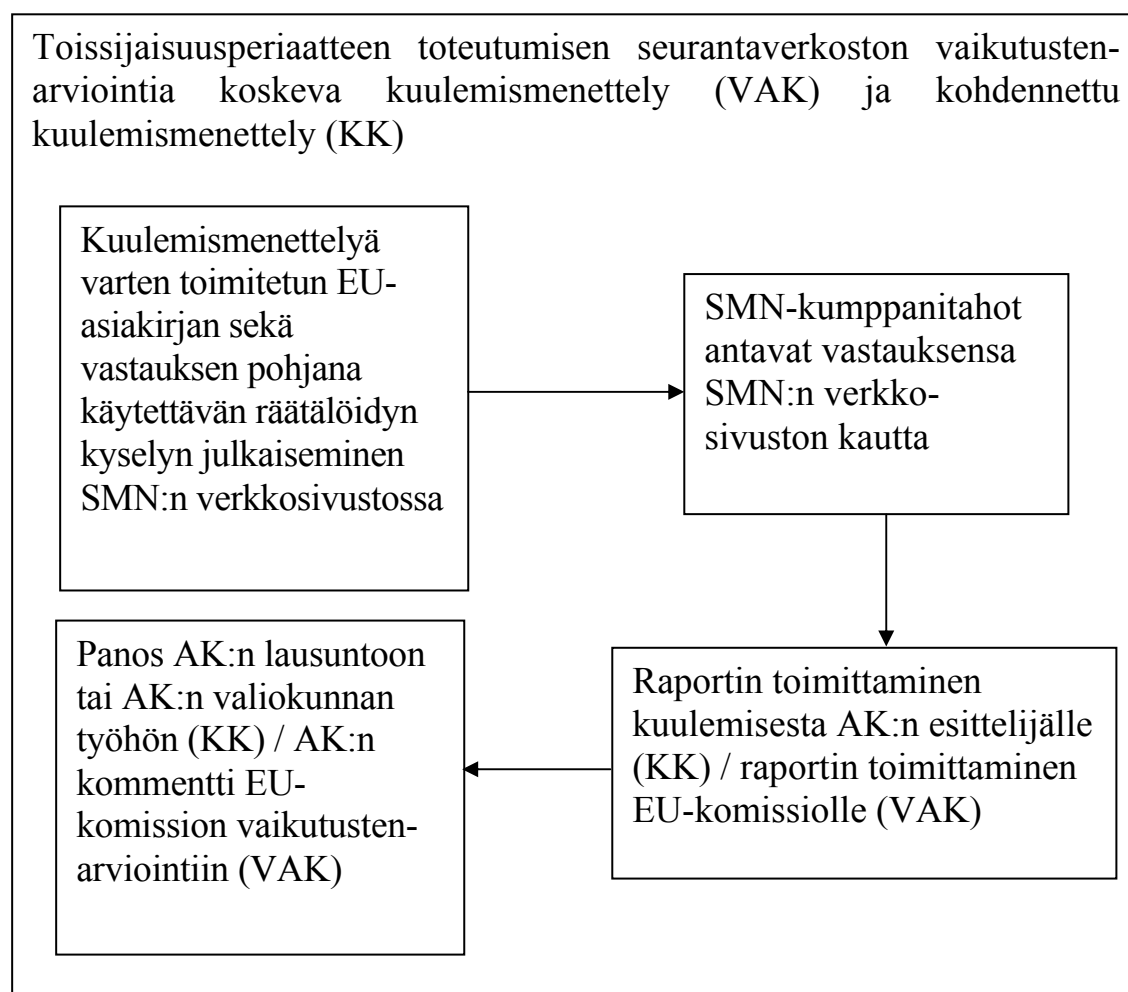 Toissijaisuusperiaatteen toteutumisen seurantaverkoston vaikutusten-
arviointia koskeva kuulemismenettely (VAK) ja kohdennettu
kuulemismenettely (KK)
Kuulemismenettelyä
varten toimitetun EU-
asiakirjan sekä
vastauksen pohjana
käytettävän räätälöidyn
kyselyn julkaiseminen
SMN:n verkkosivustossa
SMN-kumppanitahot
antavat vastauksensa
SMN:n verkko-
sivuston kautta
Raportin toimittaminen
kuulemisesta AK:n esittelijälle
(KK) / raportin toimittaminen
EU-komissiolle (VAK)
Panos AK:n lausuntoon
tai AK:n valiokunnan
työhön (KK) / AK:n
kommentti EU-
komission vaikutusten-
arviointiin (VAK)